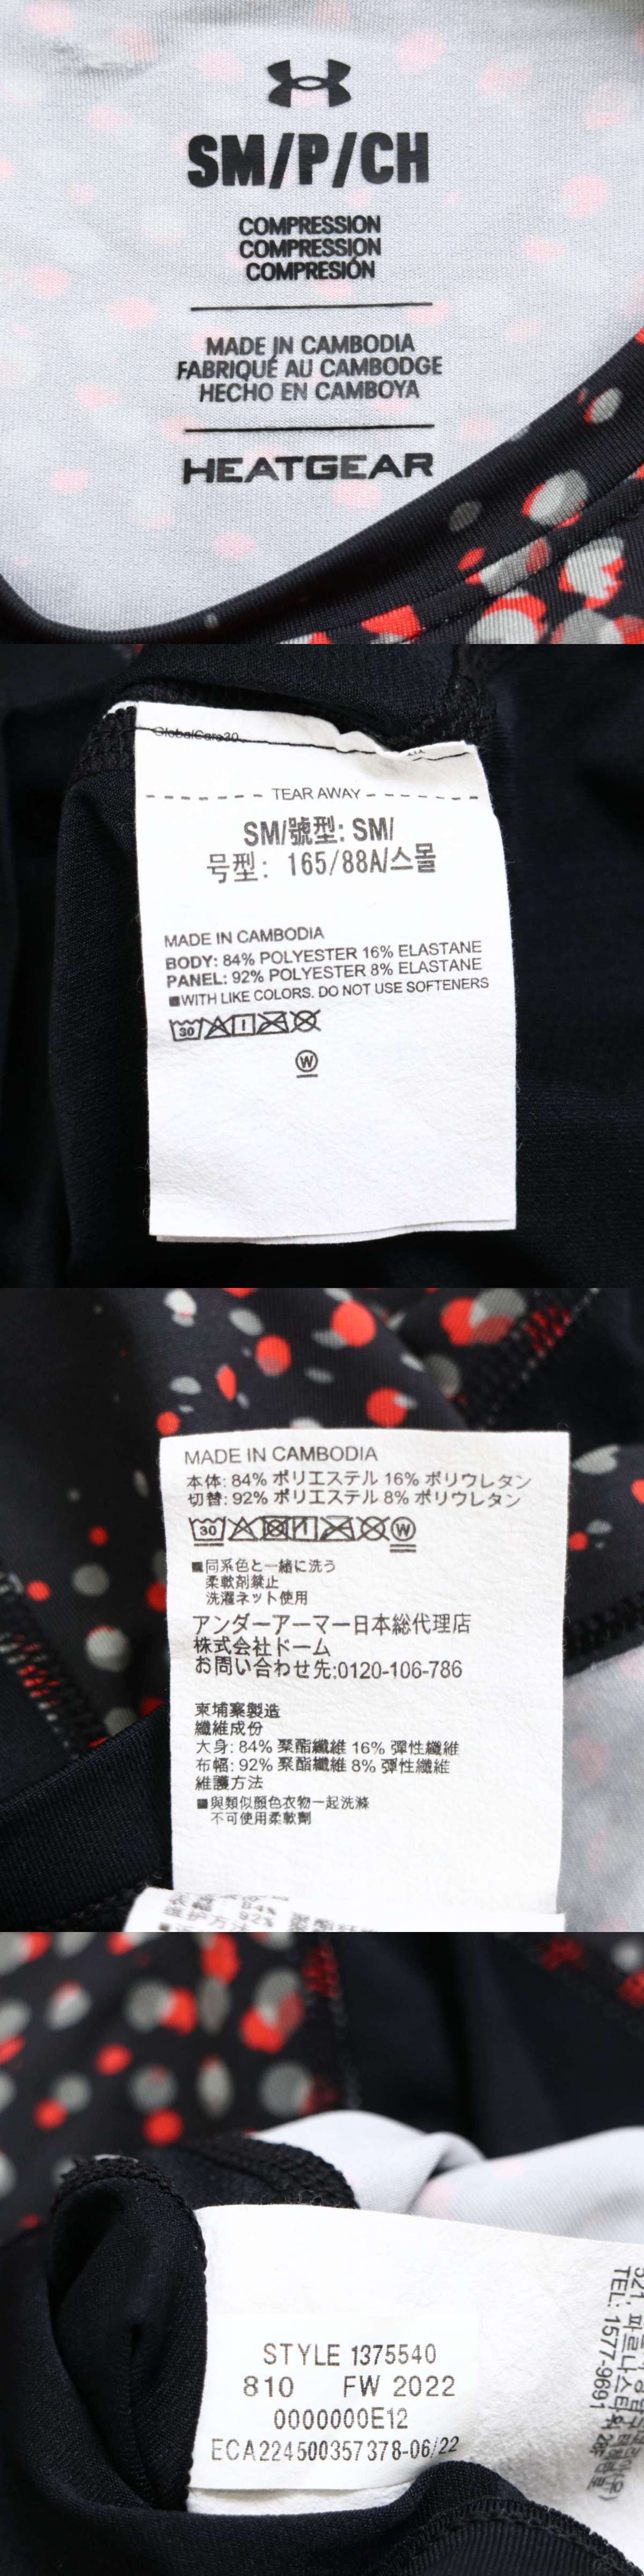 SM/P/CH
COMPRESSION
COMPRESSION
COMPRESIÓN
MADE IN CAMBODIA
FABRIQUÉ AU CAMBODGE
HECHO EN CAMBOYA
HEATGEAR
GlobalCare30
TEAR AWAY
SM/號型: SM/
号型: 165/88A/스몰
MADE IN CAMBODIA
BODY: 84% POLYESTER 16% ELASTANE
PANEL: 92% POLYESTER 8% ELASTANE
■WITH LIKE COLORS. DO NOT USE SOFTENERS
30
W
MADE IN CAMBODIA
本体: 84% ポリエステル 16% ポリウレタン
切替: 92% ポリエステル 8% ポリウレタン
30 W
■同系色と一緒に洗う
柔軟剤禁止
洗濯ネット使用
アンダーアーマー日本総代理店
株式会社ドーム
お問い合わせ先:0120-106-786
柬埔寨製造
纖維成份
大身: 84% 聚酯纖維 16% 彈性纖維
布幅: 92% 聚酯纖維 8% 彈性纖維
維護方法
■與類似顏色衣物一起洗滌
不可使用柔軟劑
84%
92%
STYLE 1375540
810 FW 2022
0000000E12
ECA224500357378-06/22
TEL: 1577-9691